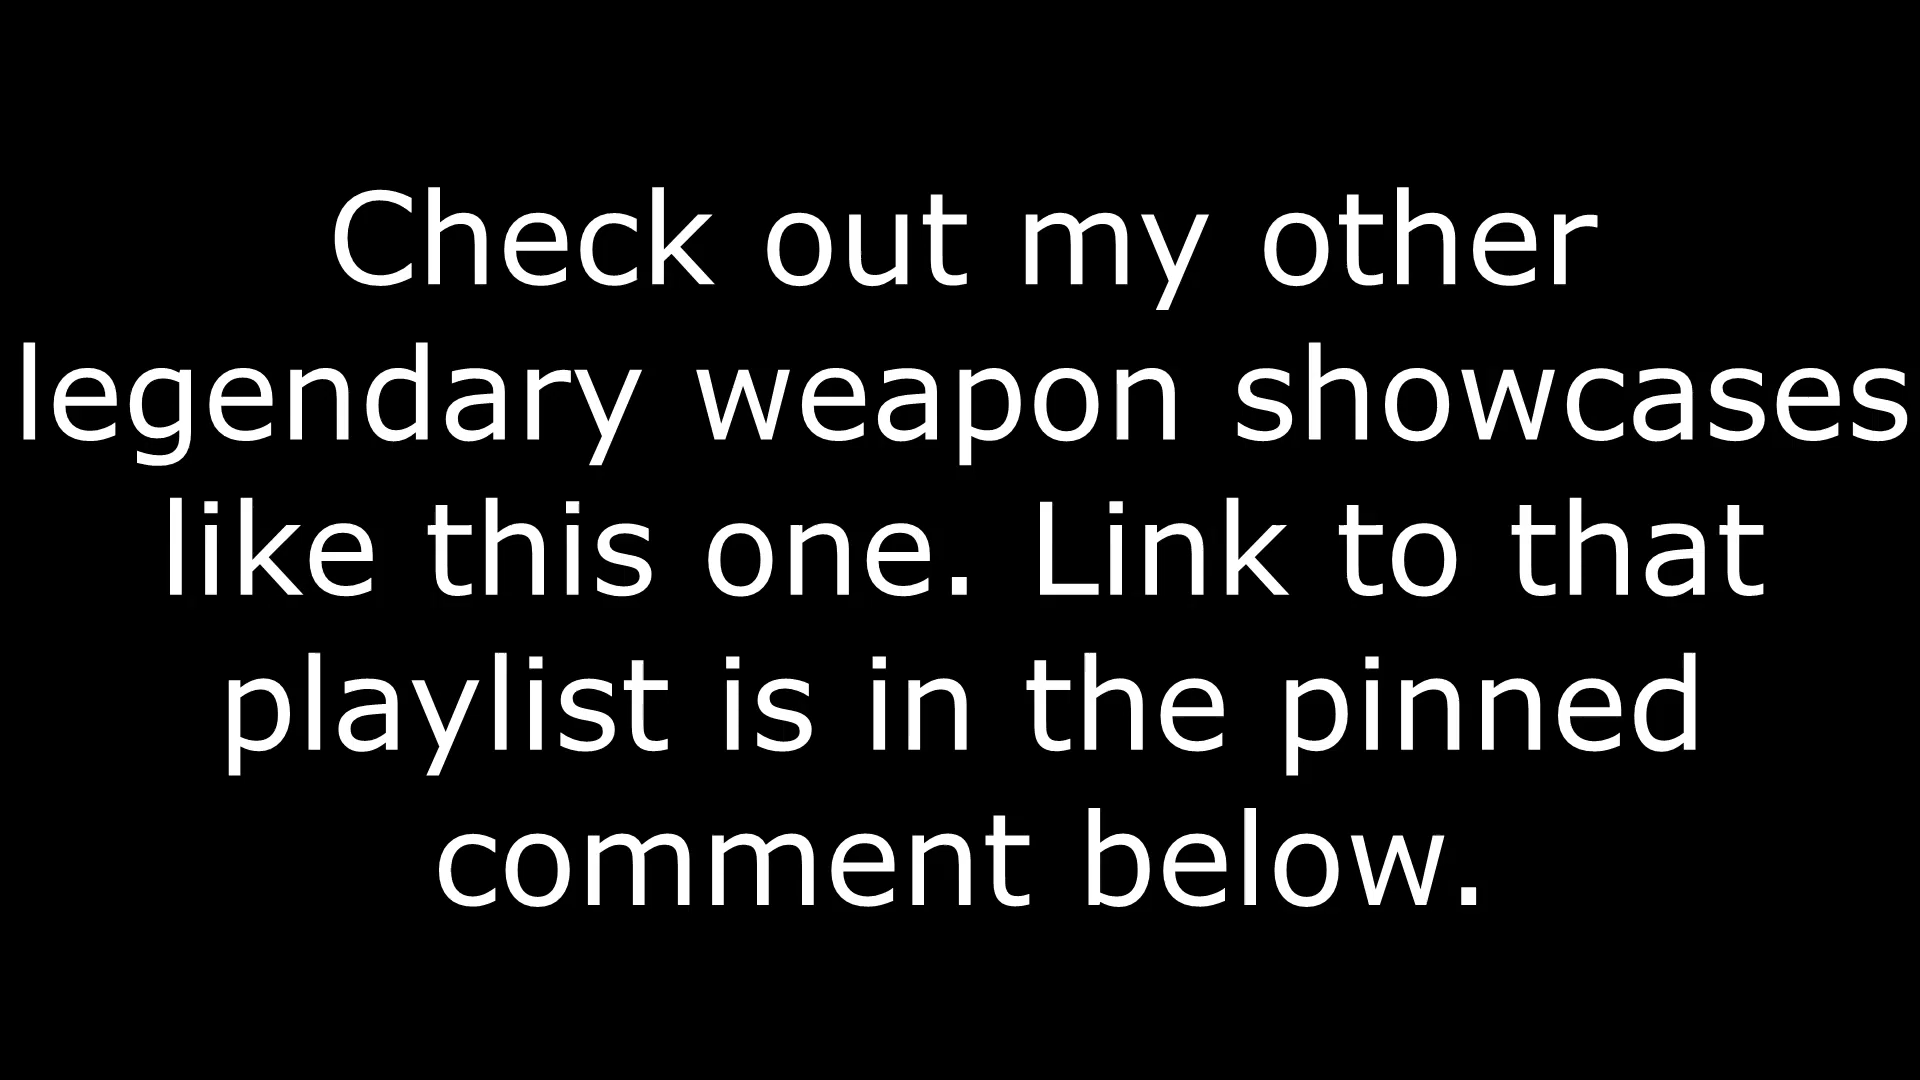 Check out my other
legendary weapon showcases
like this one. Link to that
playlist is in the pinned
comment below.